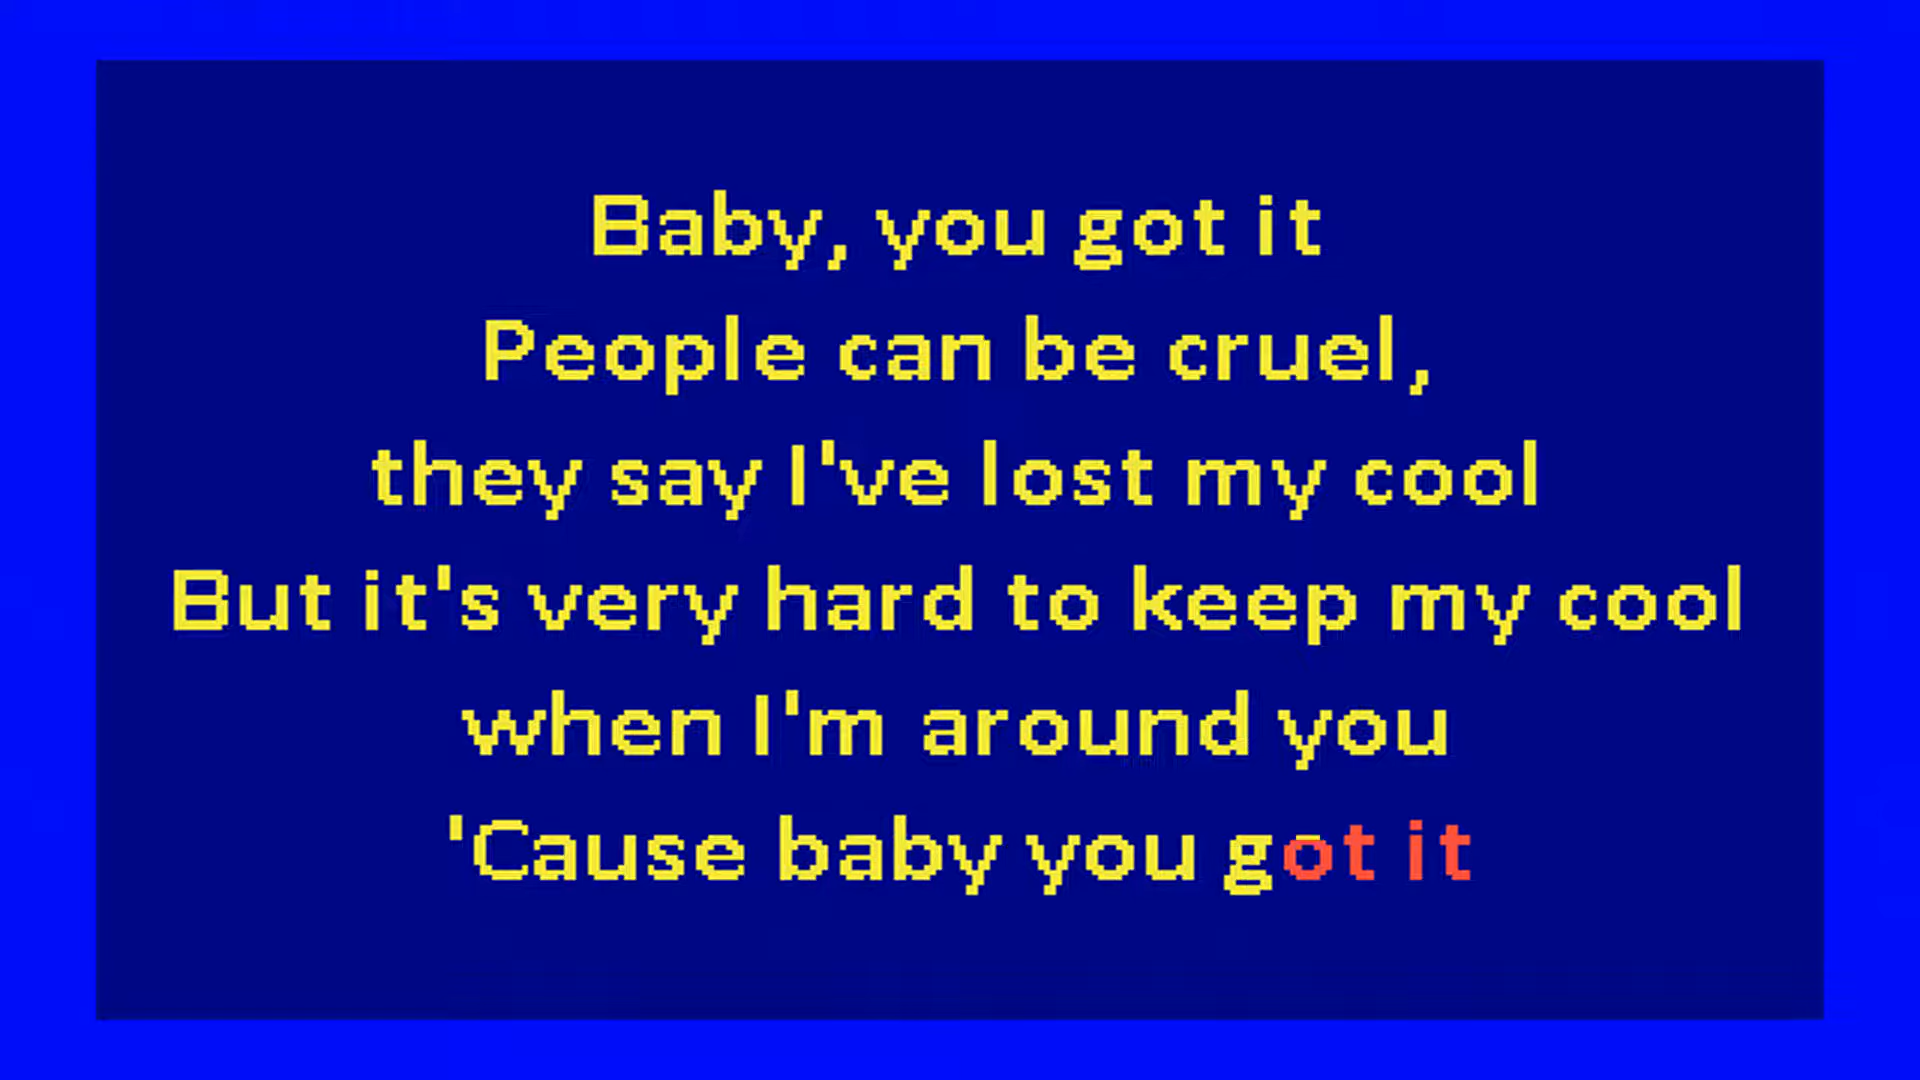 Baby, you got it
People can be cruel,
they say I've lost my cool
But it's very hard to keep my cool
when I'm around you
'Cause baby you got it